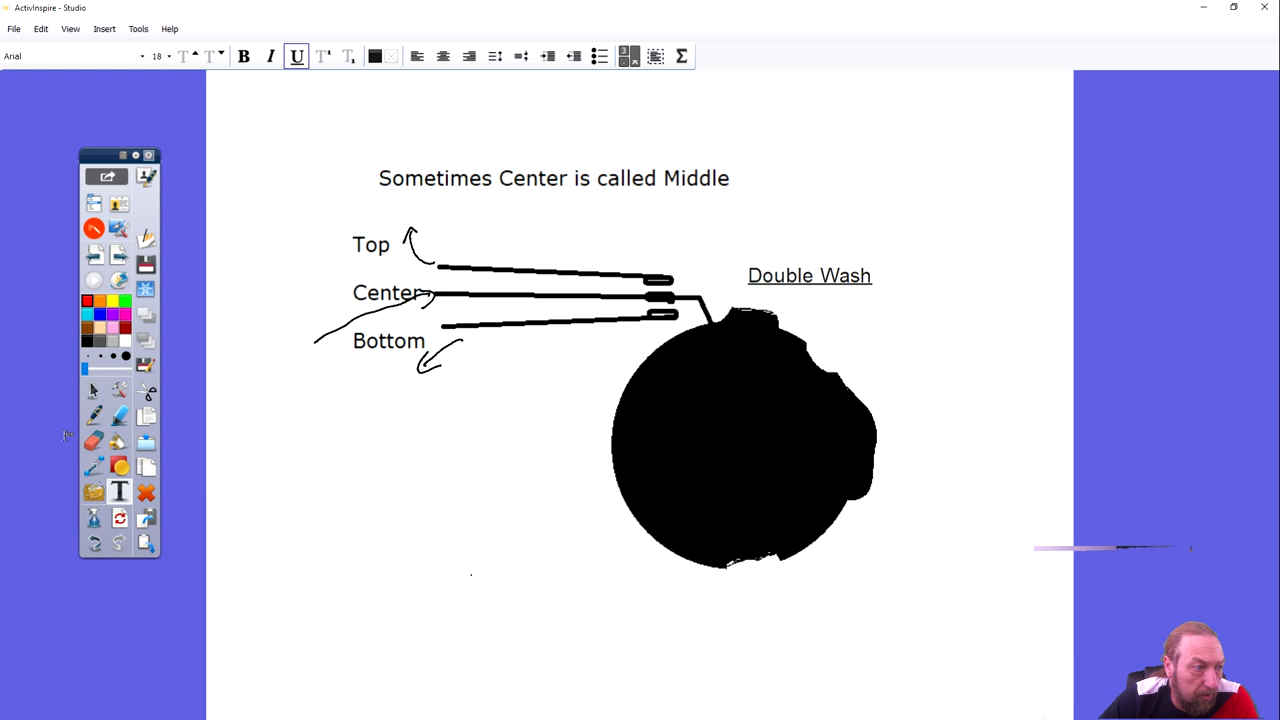 ActivInspire - Studio
File Edit View Insert Tools Help
Arial 18 B I U T T
Sometimes Center is called Middle
Top
Double Wash
Center
Bottom
T